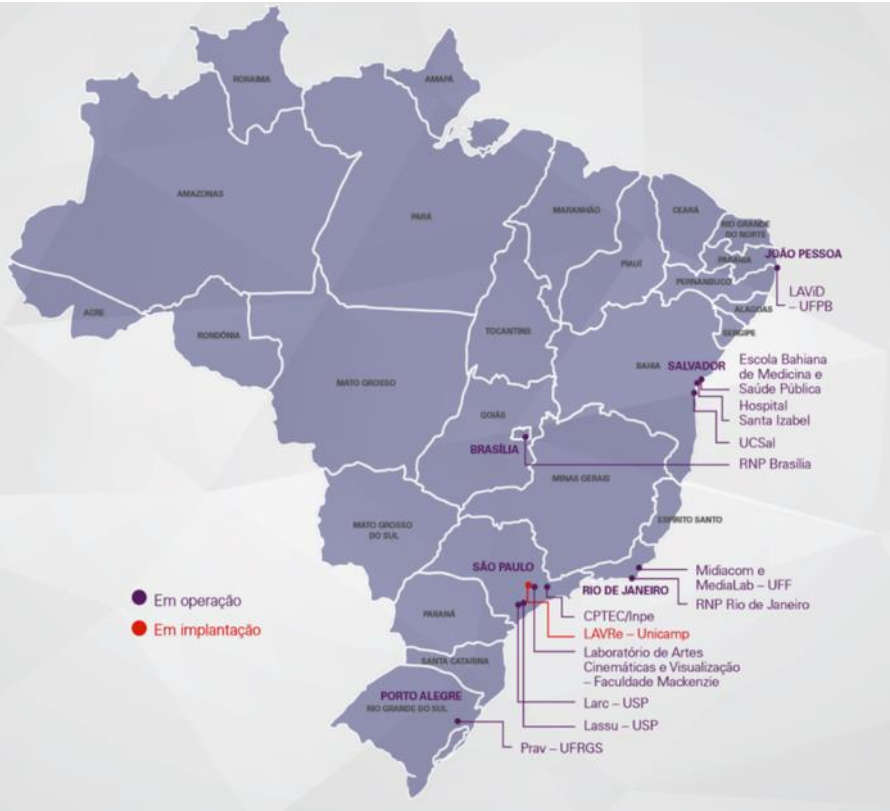 RORAIMA
AMAPÁ
AMAZONAS
PARÁ
MARANHÃO
CEARÁ
RIO GRANDE
DO NORTE
JOÃO PESSOA
PARAÍBA
PIAUÍ
PERNAMBUCO
LAViD
– UFPB
ALAGOAS
ACRE
RONDÔNIA
TOCANTINS
SERGIPE
BAHIA
SALVADOR
Escola Bahiana
de Medicina e
Saúde Pública
Hospital
Santa Izabel
UCSal
MATO GROSSO
GOIÁS
BRASÍLIA
RNP Brasília
MINAS GERAIS
ESPÍRITO SANTO
MATO GROSSO
DO SUL
SÃO PAULO
Midiacom e
MediaLab – UFF
RIO DE JANEIRO
RNP Rio de Janeiro
Em operação
Em implantação
PARANÁ
CPTEC/Inpe
LAVRe – Unicamp
Laboratório de Artes
Cinemáticas e Visualização
– Faculdade Mackenzie
SANTA CATARINA
PORTO ALEGRE
RIO GRANDE DO SUL
Larc – USP
Lassu – USP
Prav – UFRGS